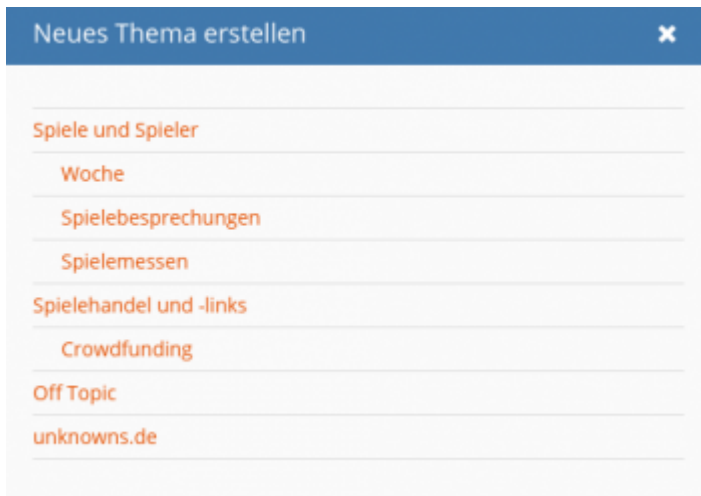 Neues Thema erstellen
Spiele und Spieler
Woche
Spielebesprechungen
Spielemessen
Spielehandel und -links
Crowdfunding
Off Topic
unknowns.de